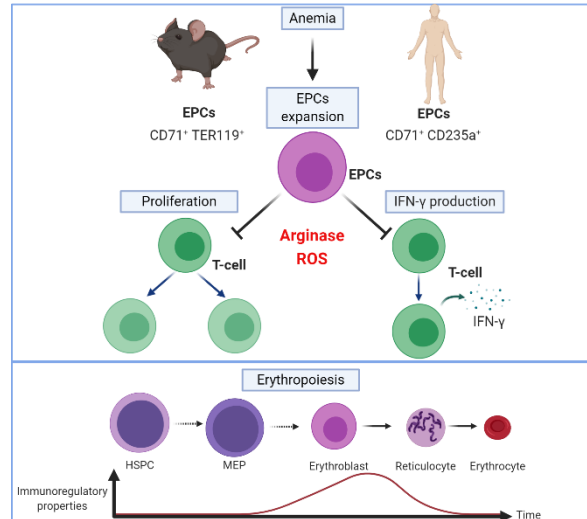 Anemia
EPCs
CD71⁺ TER119⁺
EPCs
expansion
EPCs
CD71⁺ CD235a⁺
EPCs
Proliferation
IFN-γ production
Arginase
ROS
T-cell
T-cell
IFN-γ
Erythropoiesis
HSPC
MEP
Erythroblast
Reticulocyte
Erythrocyte
Immunoregulatory
properties
Time